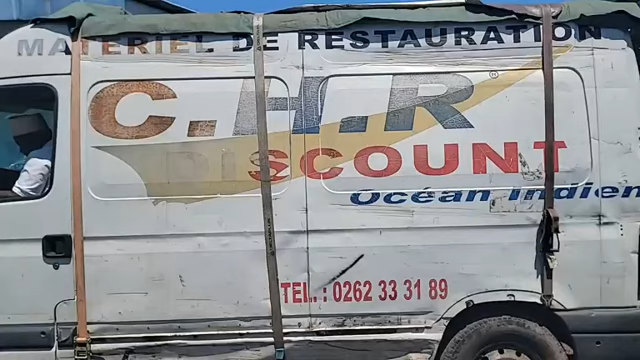 MATERIEL DE RESTAURATION
C.H.R ®
DISCOUNT
Océan Indien
TEL. : 0262 33 31 89